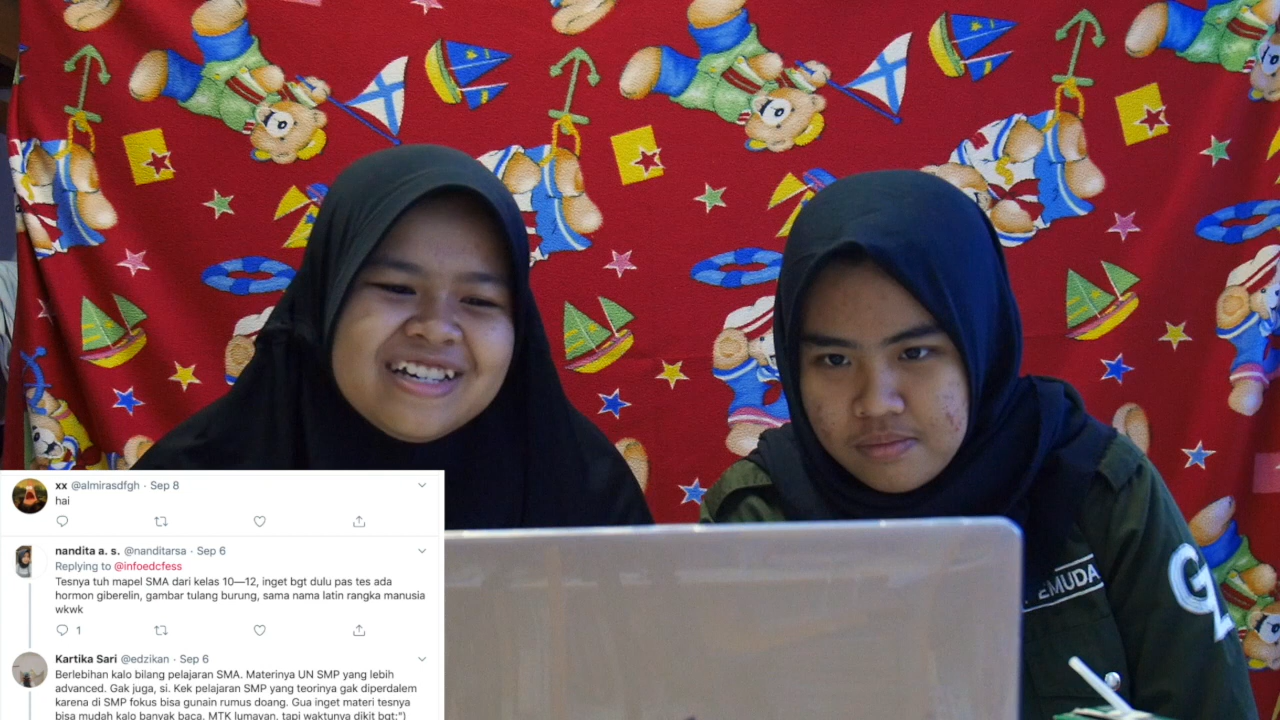 xx @almirasdfgh · Sep 8
hai
nandita a. s. @nanditarsa · Sep 6
Replying to @infoedcfess
Tesnya tuh mapel SMA dari kelas 10—12, inget bgt dulu pas tes ada
hormon giberelin, gambar tulang burung, sama nama latin rangka manusia
wkwk
1
Kartika Sari @edzikan · Sep 6
Berlebihan kalo bilang pelajaran SMA. Materinya UN SMP yang lebih
advanced. Gak juga, si. Kek pelajaran SMP yang teorinya gak diperdalem
karena di SMP fokus bisa gunain rumus doang. Gua inget materi tesnya
bisa mudah kalo banyak baca. MTK lumayan, tapi waktunya dikit bgt:")
EMUDA